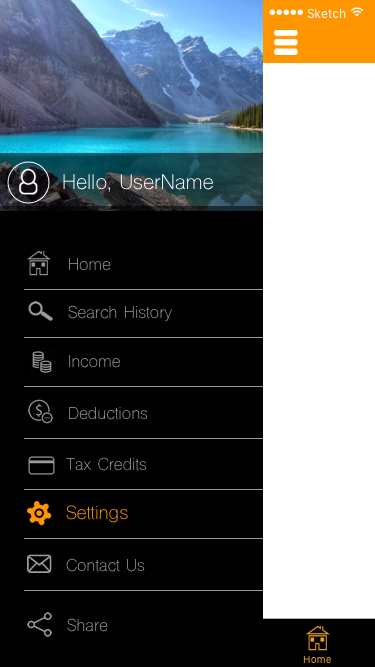 Sketch
Hello, UserName
Home
Search History
Income
Deductions
Tax Credits
Settings
Contact Us
Share
Home